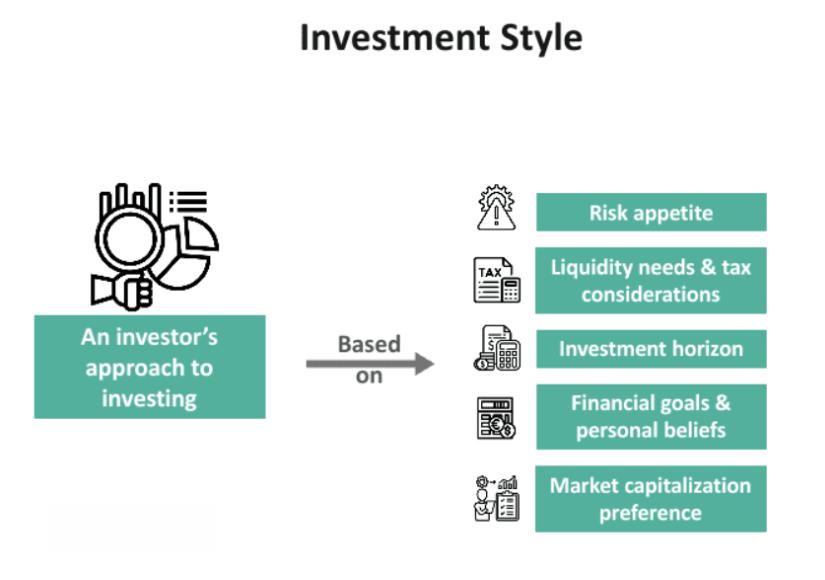 Investment Style
An investor's
approach to
investing
Based
on
Risk appetite
TAX
Liquidity needs & tax
considerations
Investment horizon
Financial goals &
personal beliefs
Market capitalization
preference